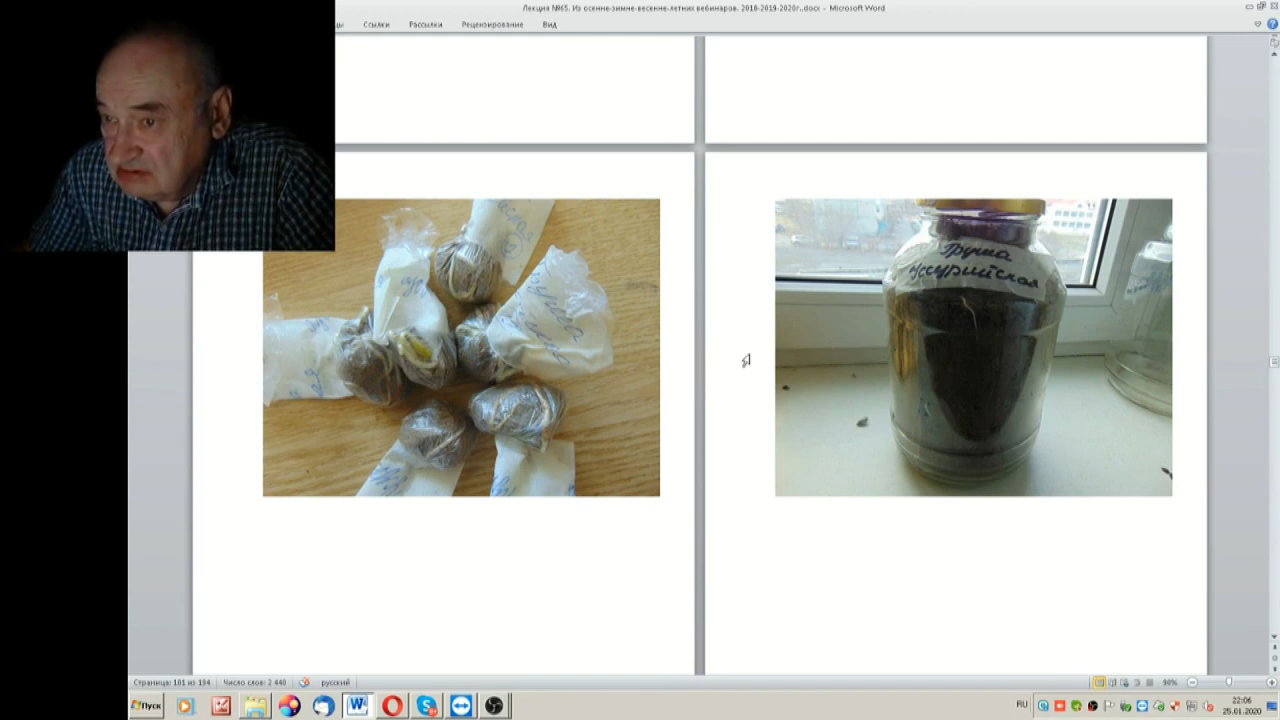 Лекция №65. Из осенне-зимне-весенне-летних вебинаров. 2018-2019-2020г..docx - Microsoft Word
Ссылки Рассылки Рецензирование Вид
Груша
Уссурийская
Страница: 101 из 194 Число слов: 2 440 русский 90%
Пуск RU 22:06
25.01.2020